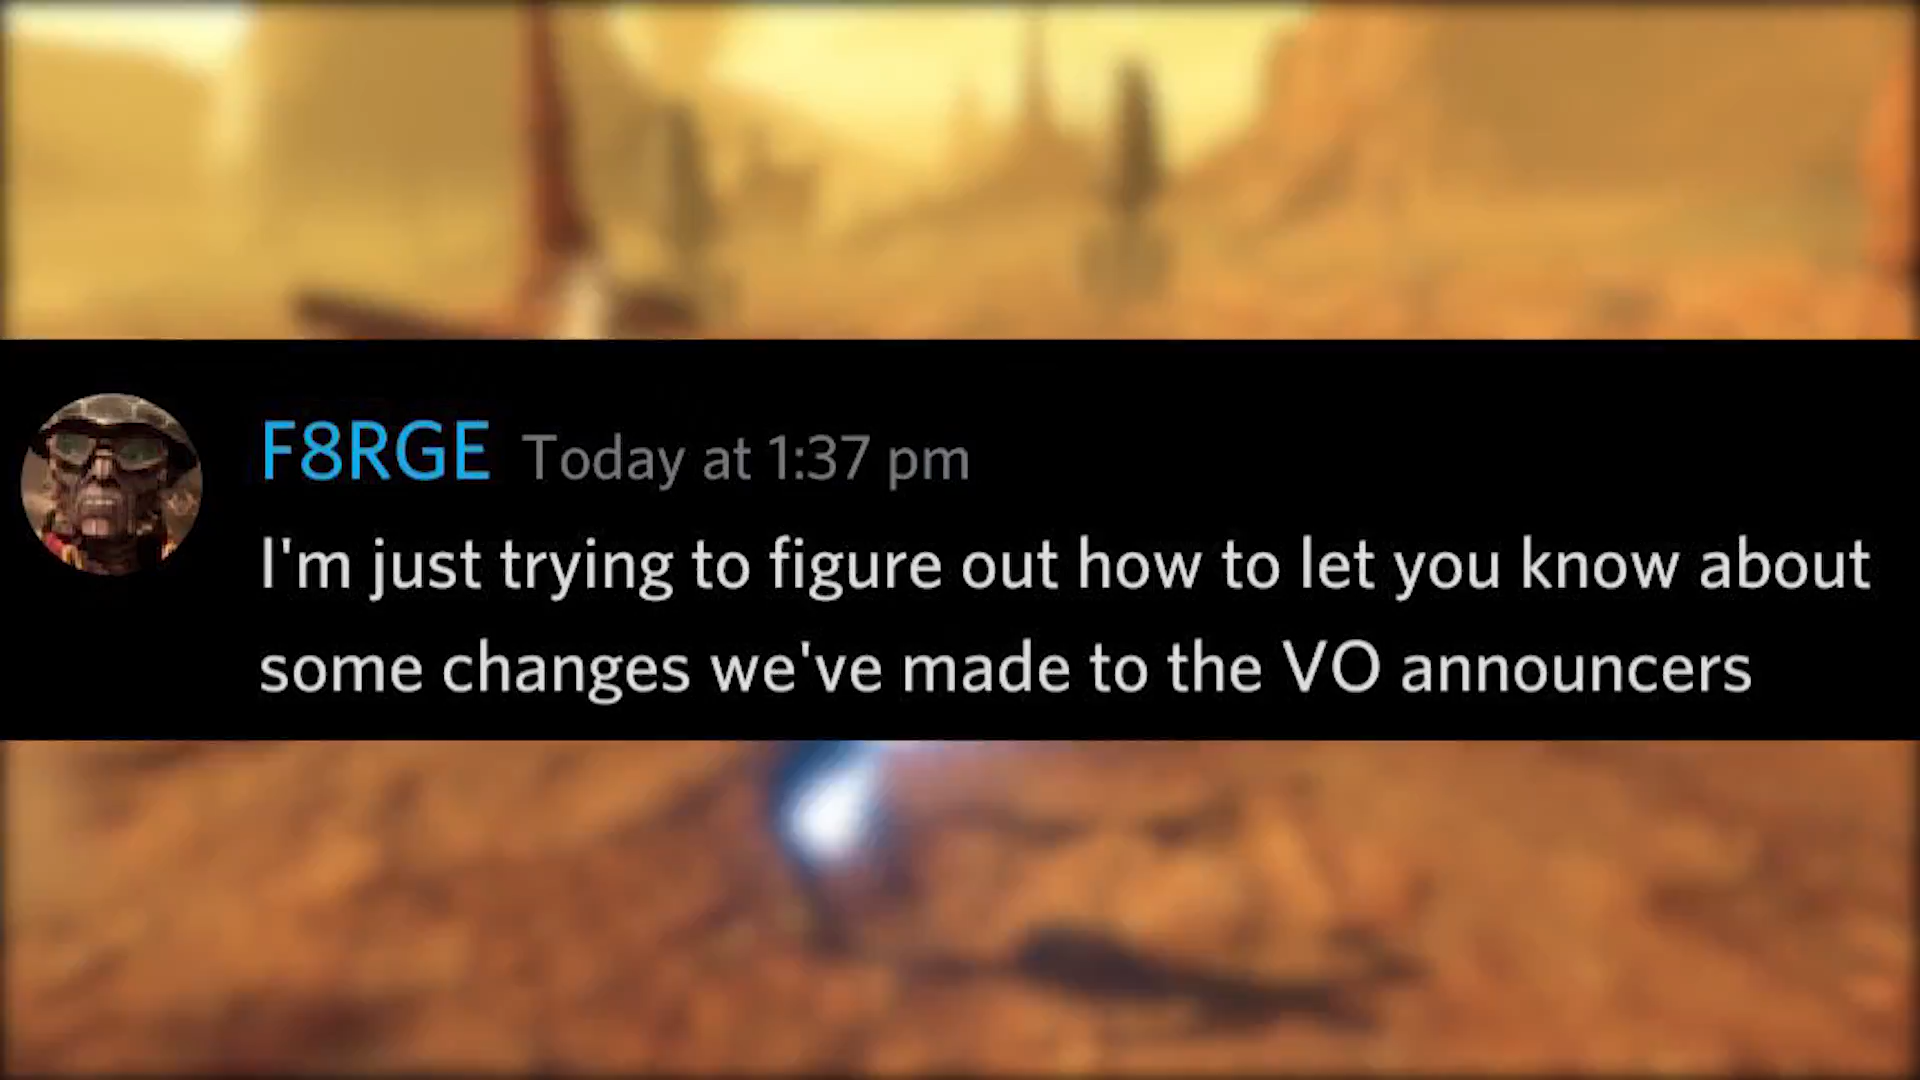 F8RGE Today at 1:37 pm
I'm just trying to figure out how to let you know about
some changes we've made to the VO announcers